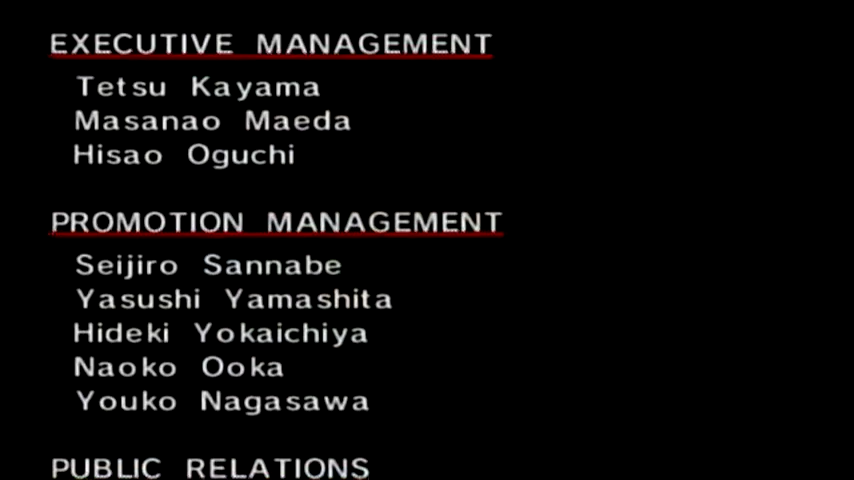 EXECUTIVE MANAGEMENT
Tetsu Kayama
Masanao Maeda
Hisao Oguchi
PROMOTION MANAGEMENT
Seijiro Sannabe
Yasushi Yamashita
Hideki Yokaichiya
Naoko Ooka
Youko Nagasawa
PUBLIC RELATIONS